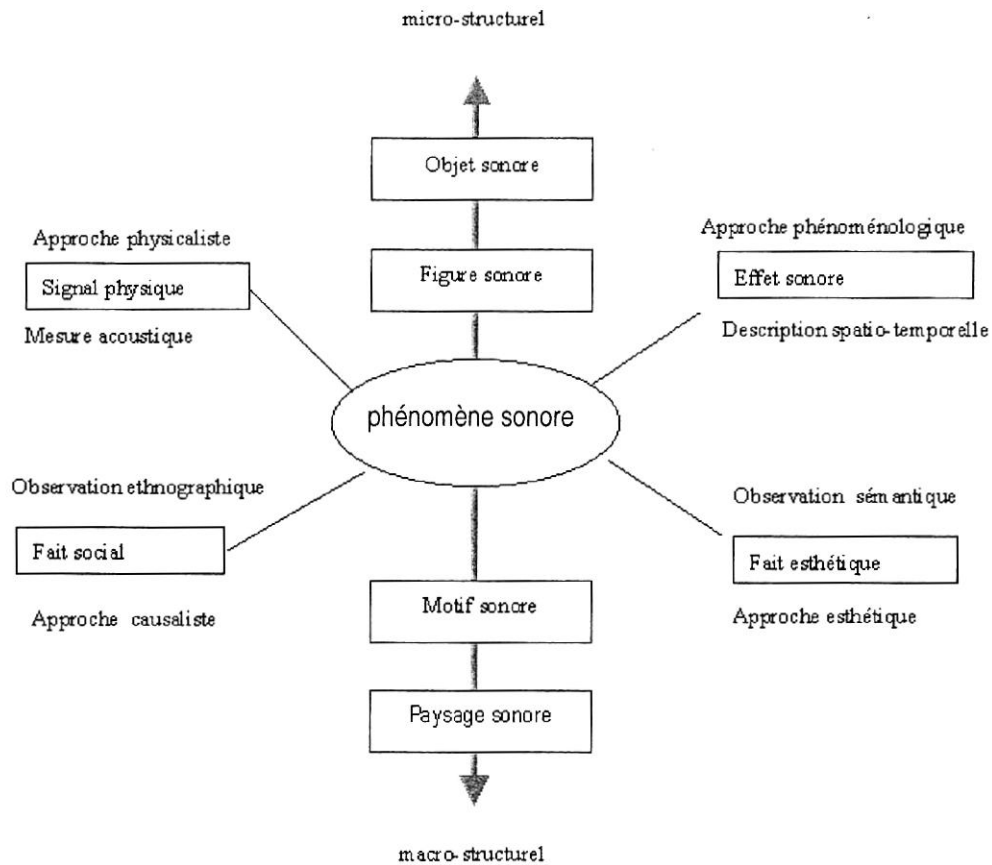 micro-structurel
Objet sonore
Approche physicaliste
Approche phénoménologique
Signal physique
Figure sonore
Effet sonore
Mesure acoustique
Description spatio-temporelle
phénomène sonore
Observation ethnographique
Observation sémantique
Fait social
Fait esthétique
Motif sonore
Approche causaliste
Approche esthétique
Paysage sonore
macro-structurel